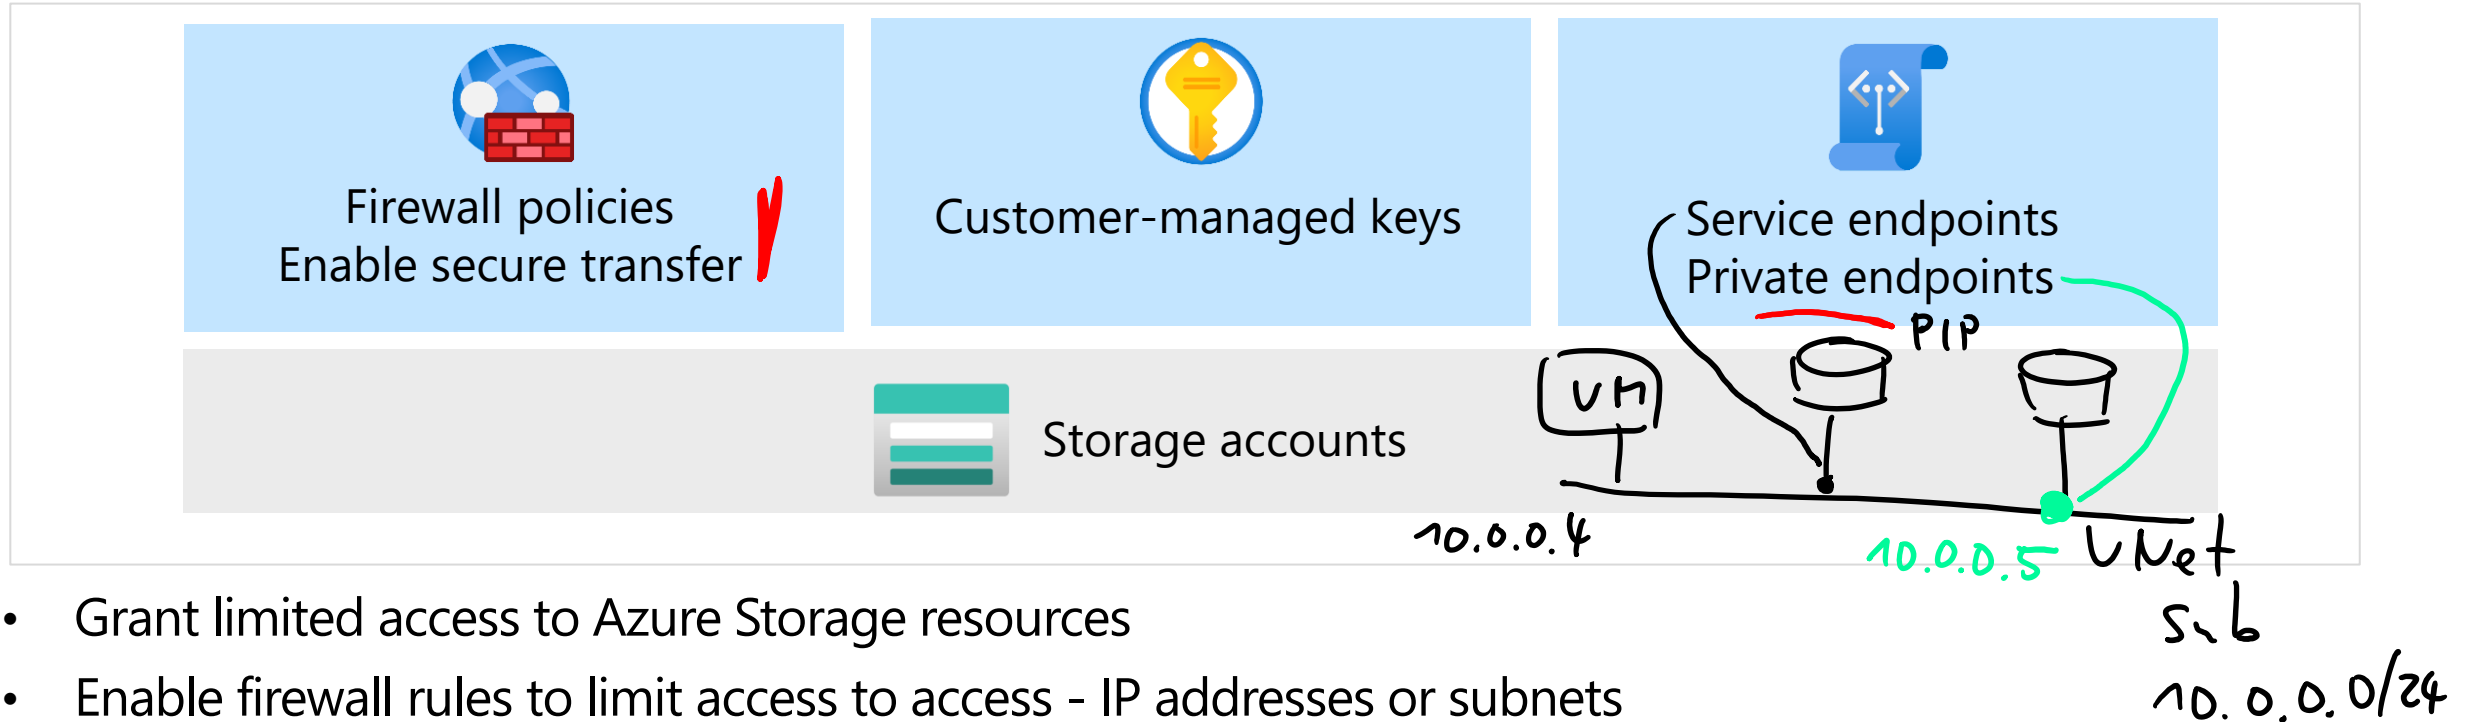 Firewall policies
Enable secure transfer
Customer-managed keys
Service endpoints
Private endpoints
PIP
VM
Storage accounts
10.0.0.4
10.0.0.5
VNet
Sub
10.0.0.0/24
• Grant limited access to Azure Storage resources
• Enable firewall rules to limit access to access - IP addresses or subnets